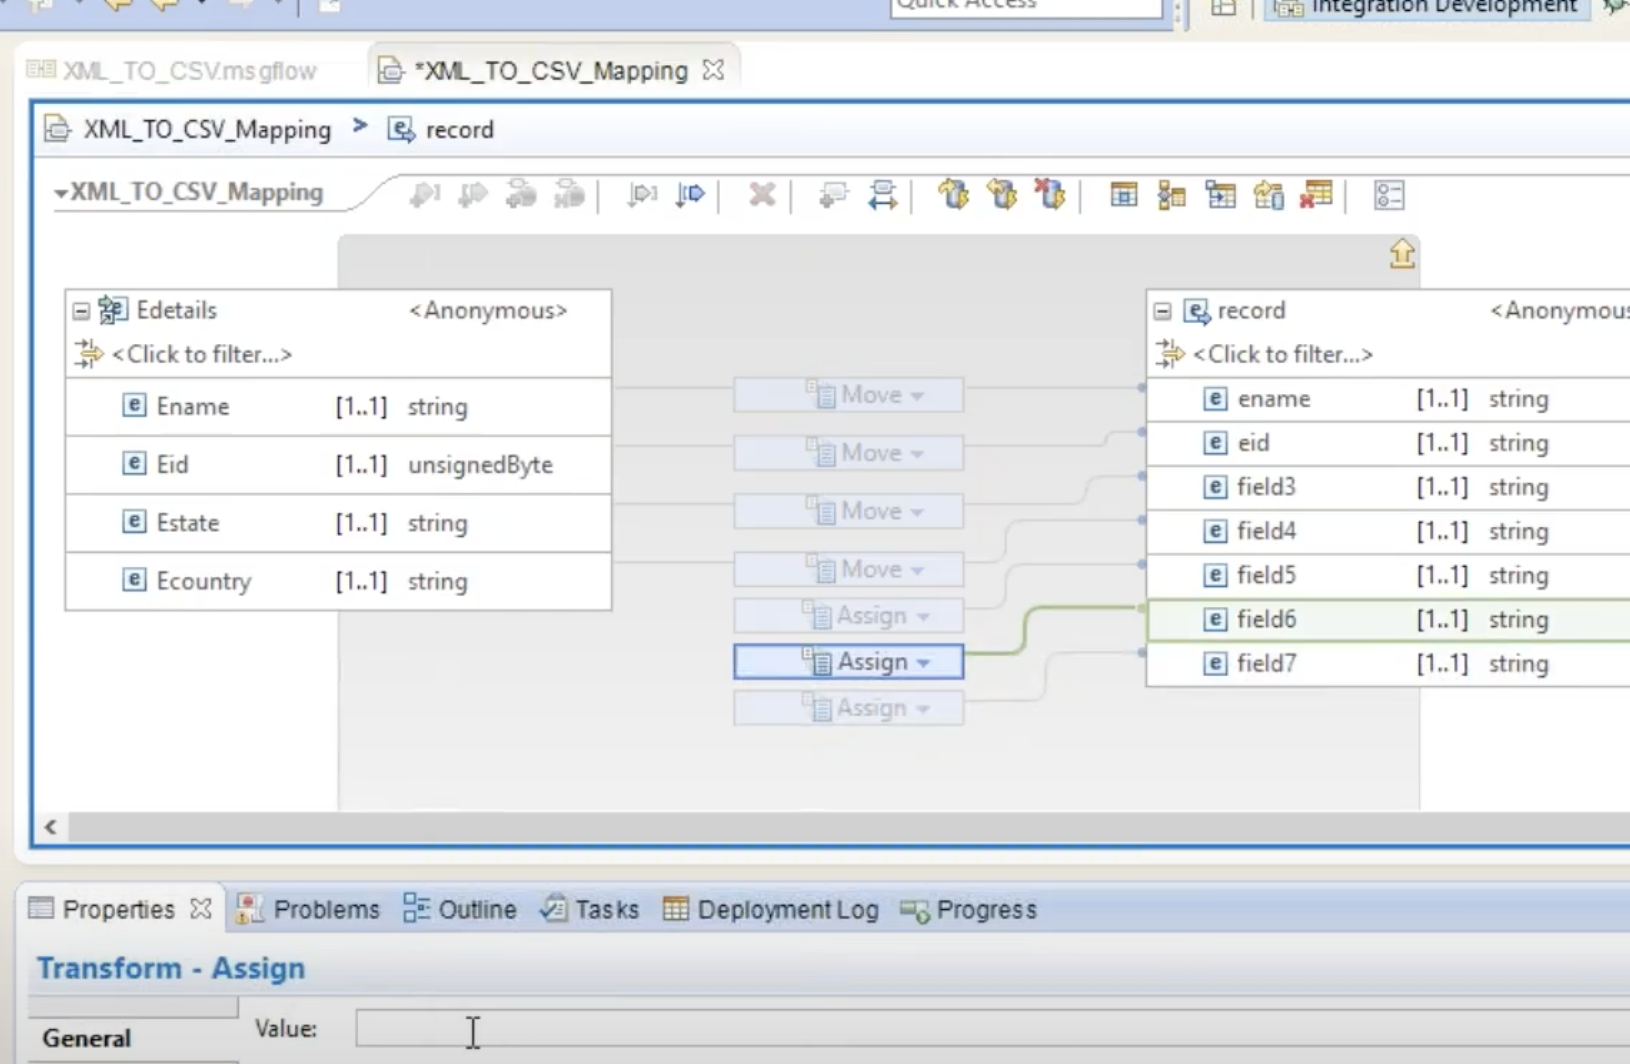 Quick Access
Integration Development
XML_TO_CSV.msgflow
*XML_TO_CSV_Mapping
XML_TO_CSV_Mapping > record
XML_TO_CSV_Mapping
Edetails <Anonymous>
<Click to filter...>
Ename [1..1] string
Eid [1..1] unsignedByte
Estate [1..1] string
Ecountry [1..1] string
Move
Move
Move
Move
Assign
Assign
Assign
record <Anonymous
<Click to filter...>
ename [1..1] string
eid [1..1] string
field3 [1..1] string
field4 [1..1] string
field5 [1..1] string
field6 [1..1] string
field7 [1..1] string
Properties Problems Outline Tasks Deployment Log Progress
Transform - Assign
General
Value: